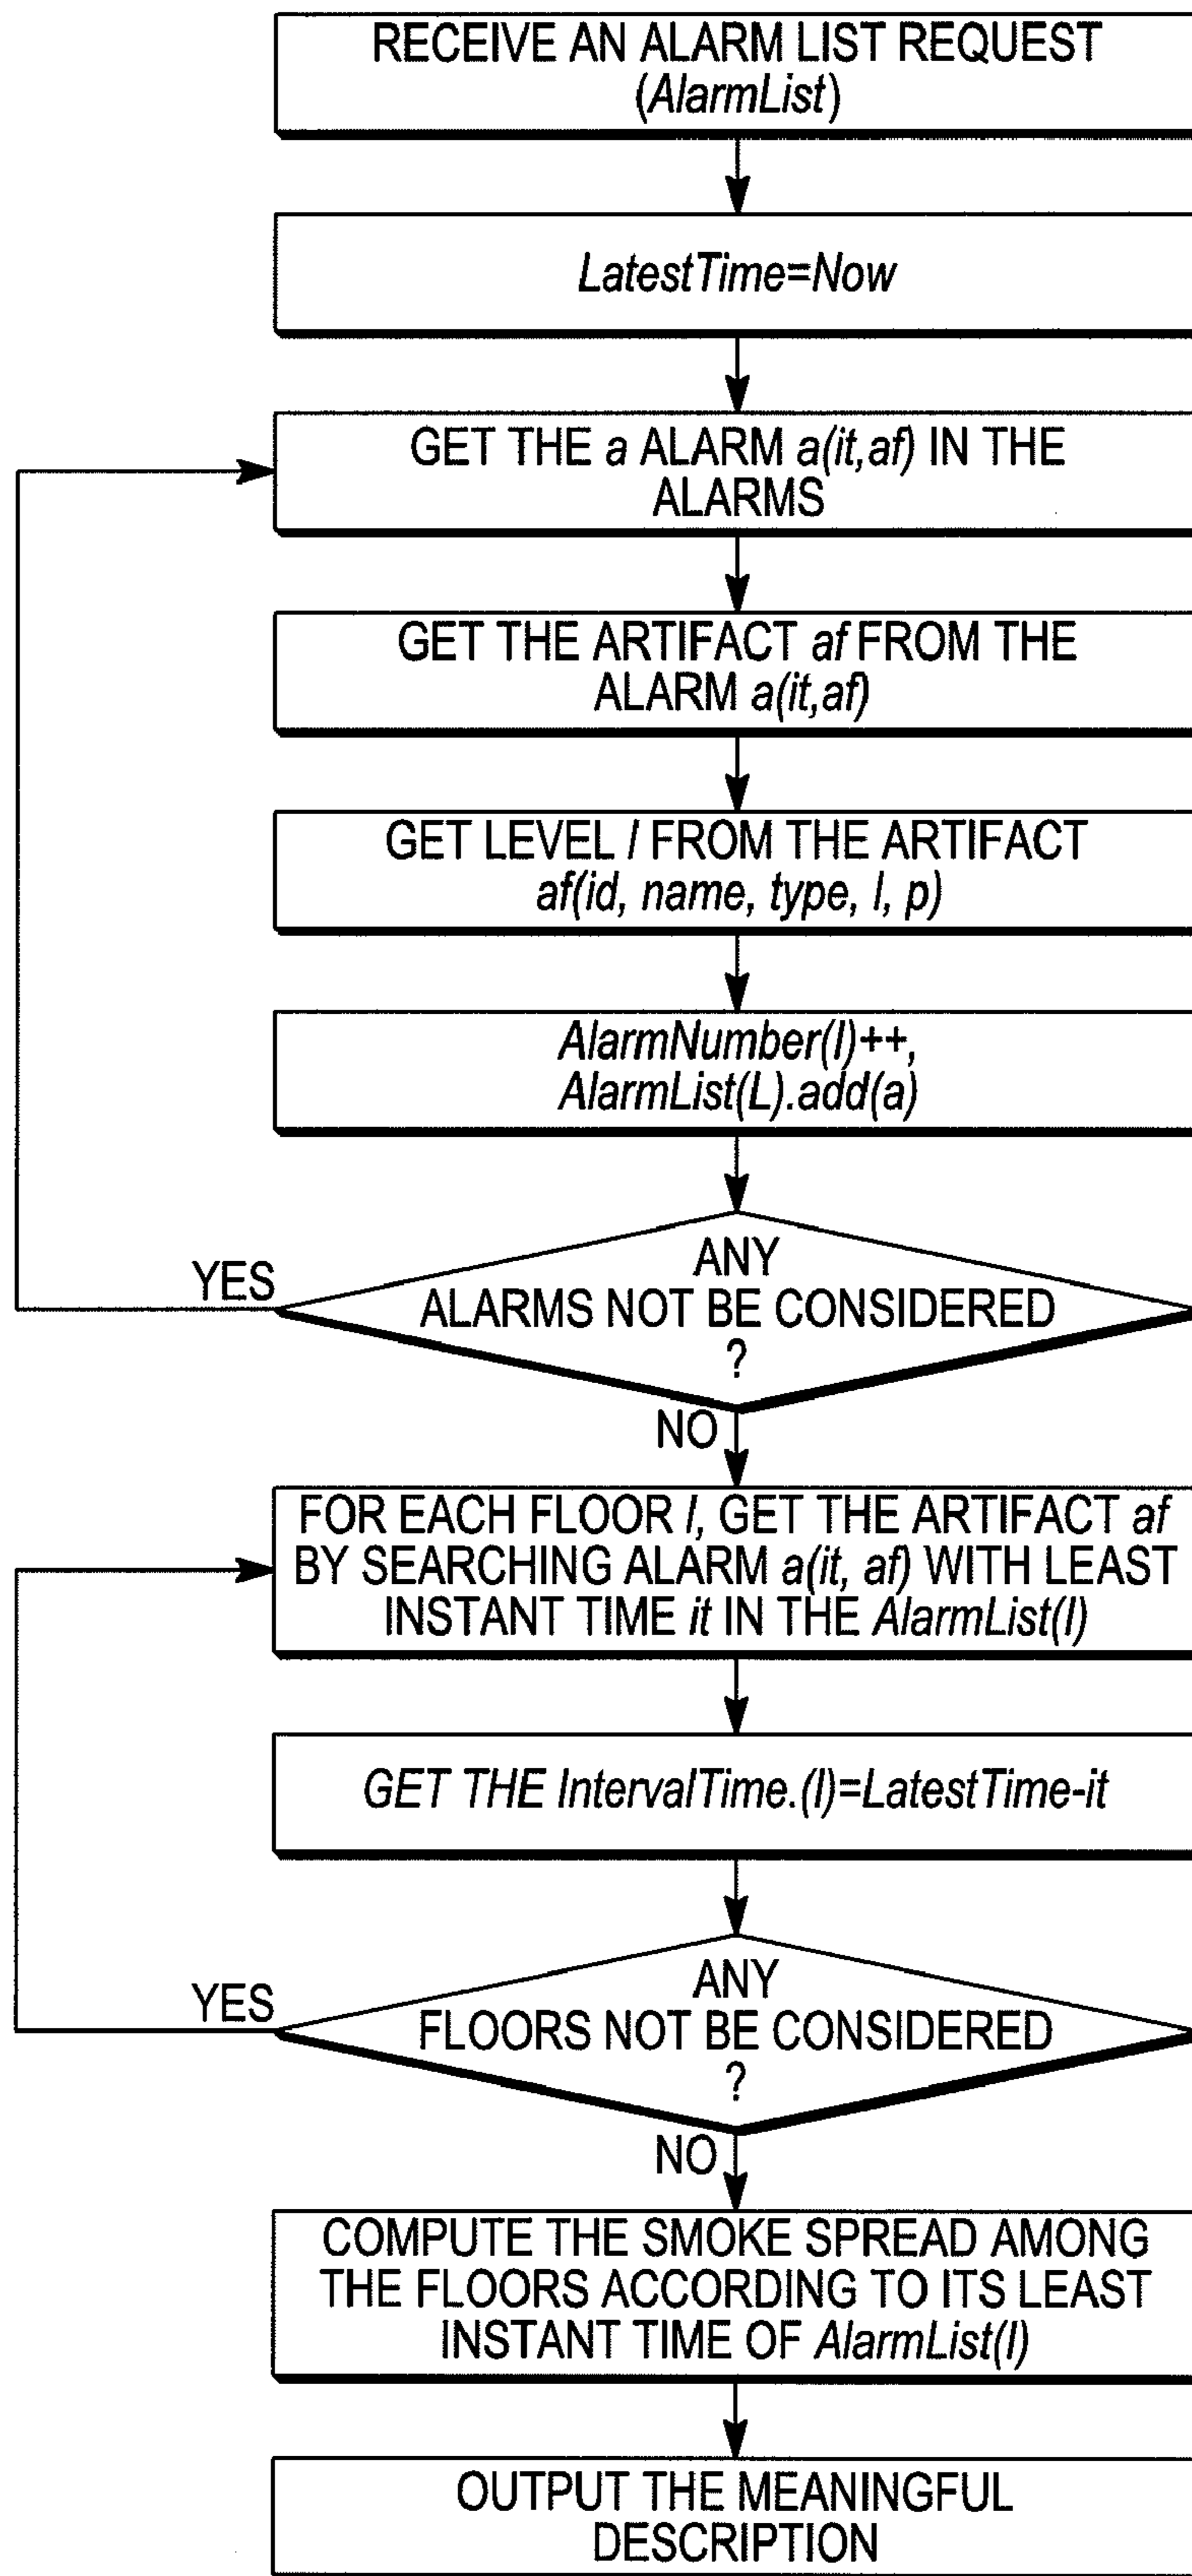 RECEIVE AN ALARM LIST REQUEST
(AlarmList)
LatestTime=Now
GET THE a ALARM a(it,af) IN THE
ALARMS
GET THE ARTIFACT af FROM THE
ALARM a(it,af)
GET LEVEL l FROM THE ARTIFACT
af(id, name, type, l, p)
AlarmNumber(l)++,
AlarmList(L).add(a)
ANY
YES
ALARMS NOT BE CONSIDERED
?
NO
FOR EACH FLOOR l, GET THE ARTIFACT af
BY SEARCHING ALARM a(it, af) WITH LEAST
INSTANT TIME it IN THE AlarmList(l)
GET THE IntervalTime.(l)=LatestTime-it
ANY
YES
FLOORS NOT BE CONSIDERED
?
NO
COMPUTE THE SMOKE SPREAD AMONG
THE FLOORS ACCORDING TO ITS LEAST
INSTANT TIME OF AlarmList(l)
OUTPUT THE MEANINGFUL
DESCRIPTION